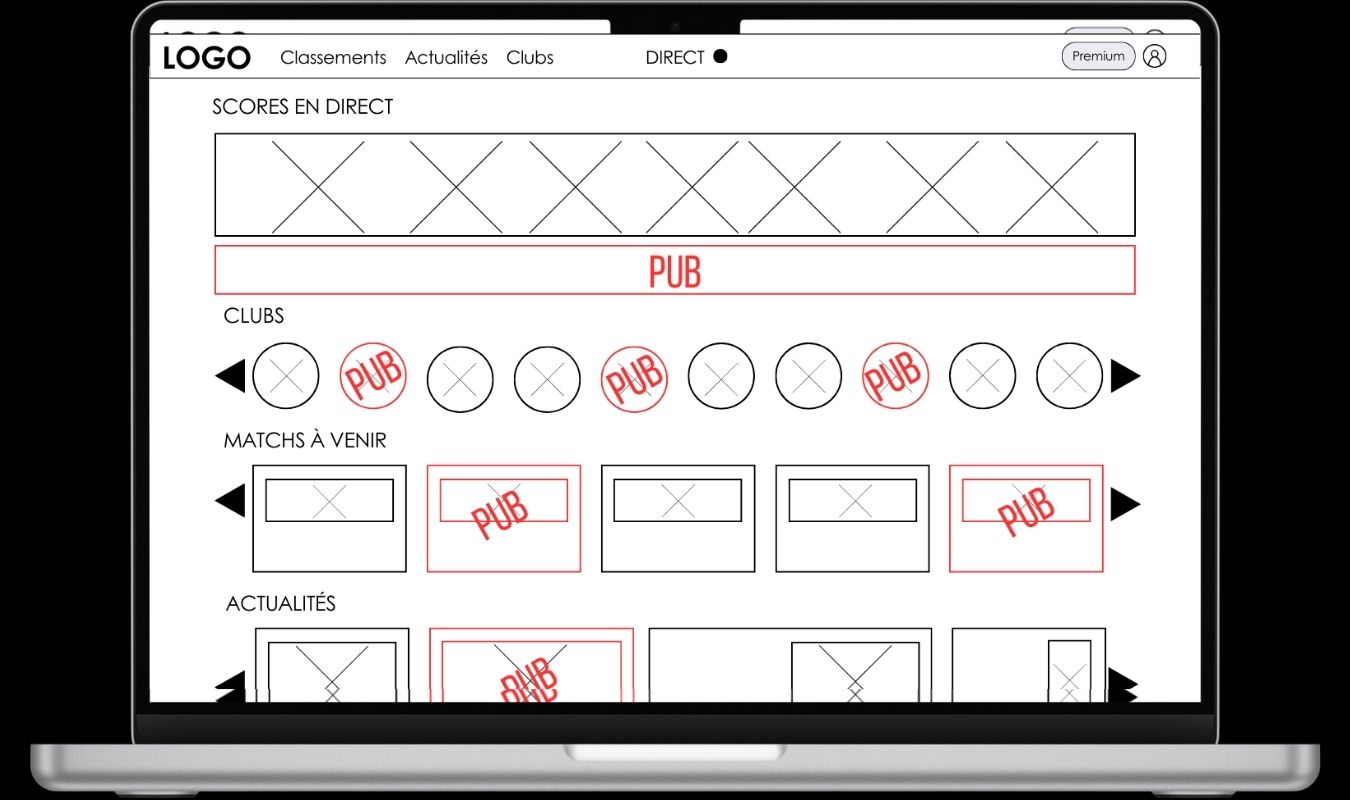 LOGO
Classements Actualités Clubs DIRECT Premium
SCORES EN DIRECT
PUB
CLUBS
PUB PUB PUB
MATCHS À VENIR
PUB PUB
ACTUALITÉS
PUB